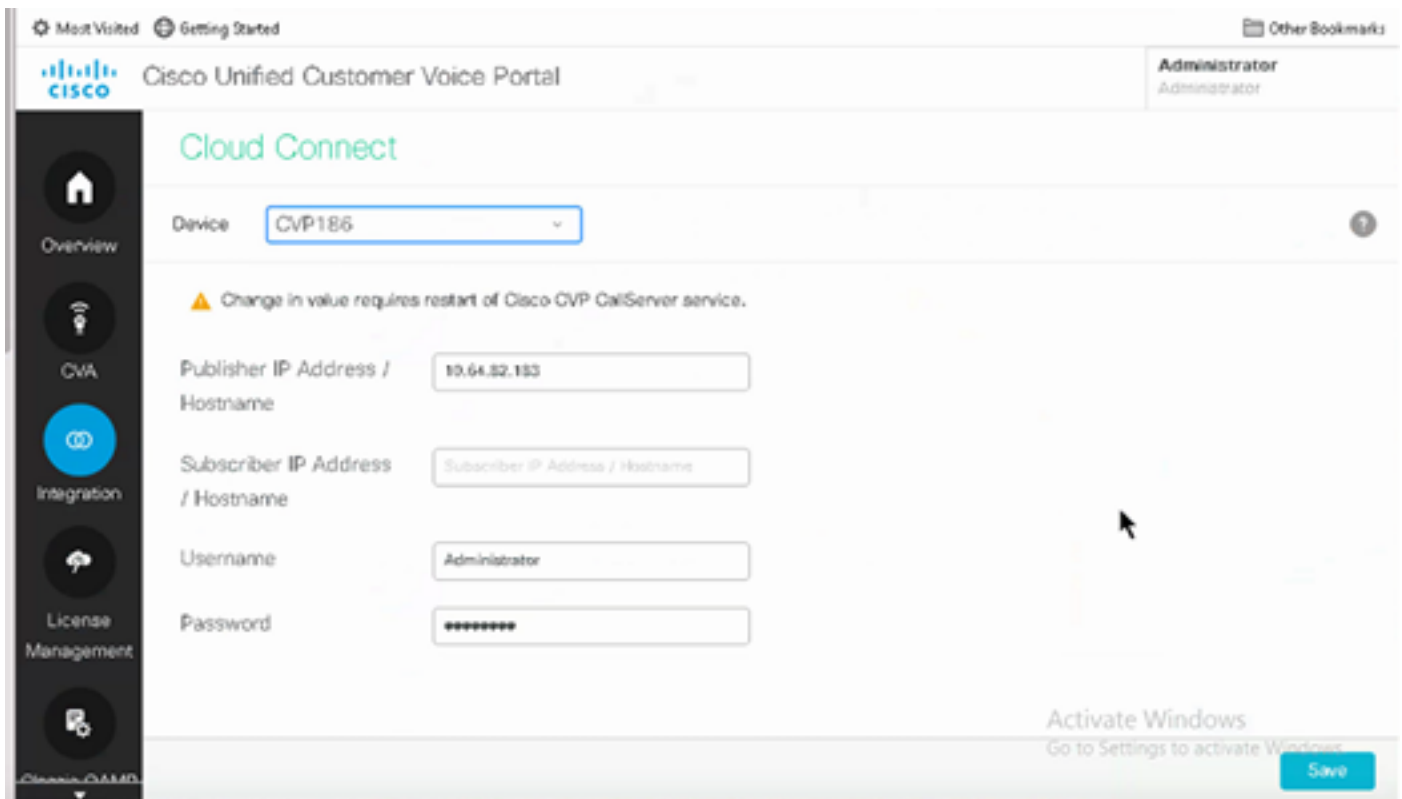 Most Visited Getting Started Other Bookmarks
CISCO Cisco Unified Customer Voice Portal Administrator
Administrator
Cloud Connect
Device CVP186
Overview
Change in value requires restart of Cisco CVP CallServer service.
CVA
Publisher IP Address /
Hostname
10.64.82.183
Integration
Subscriber IP Address
/ Hostname
Subscriber IP Address / Hostname
Username Administrator
License
Management
Password ••••••••
Activate Windows
Go to Settings to activate Windows.
Classic OAMP
Save